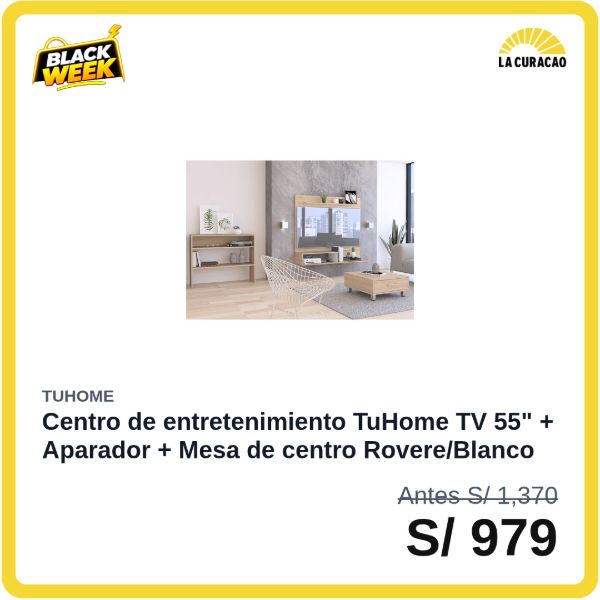 BLACK
WEEK
LA CURACAO
TUHOME
Centro de entretenimiento TuHome TV 55" +
Aparador + Mesa de centro Rovere/Blanco
Antes S/ 1,370
S/ 979